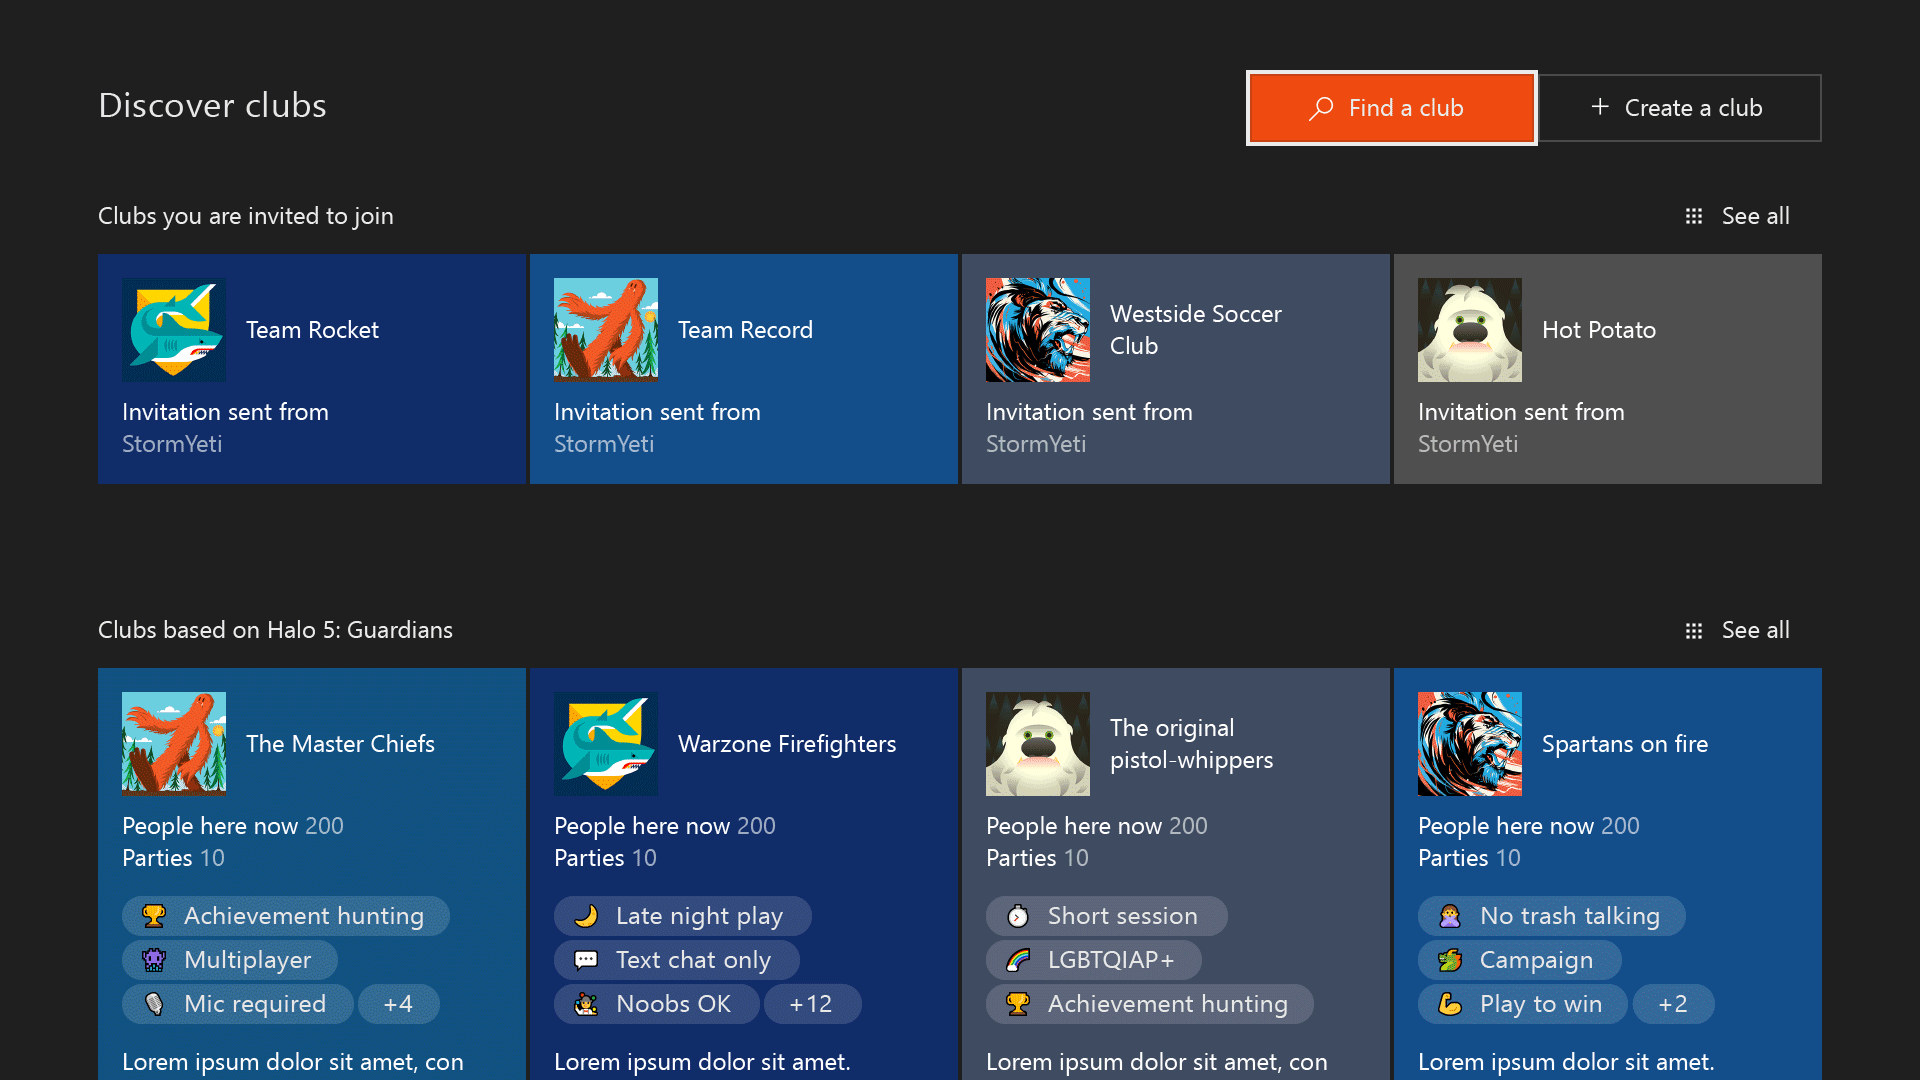 Discover clubs
Find a club
Create a club
Clubs you are invited to join
See all
Team Rocket
Invitation sent from
StormYeti
Team Record
Invitation sent from
StormYeti
Westside Soccer
Club
Invitation sent from
StormYeti
Hot Potato
Invitation sent from
StormYeti
Clubs based on Halo 5: Guardians
See all
The Master Chiefs
People here now 200
Parties 10
Achievement hunting
Multiplayer
Mic required
+4
Lorem ipsum dolor sit amet, con
Warzone Firefighters
People here now 200
Parties 10
Late night play
Text chat only
Noobs OK
+12
Lorem ipsum dolor sit amet.
The original
pistol-whippers
People here now 200
Parties 10
Short session
LGBTQIAP+
Achievement hunting
Lorem ipsum dolor sit amet, con
Spartans on fire
People here now 200
Parties 10
No trash talking
Campaign
Play to win
+2
Lorem ipsum dolor sit amet.